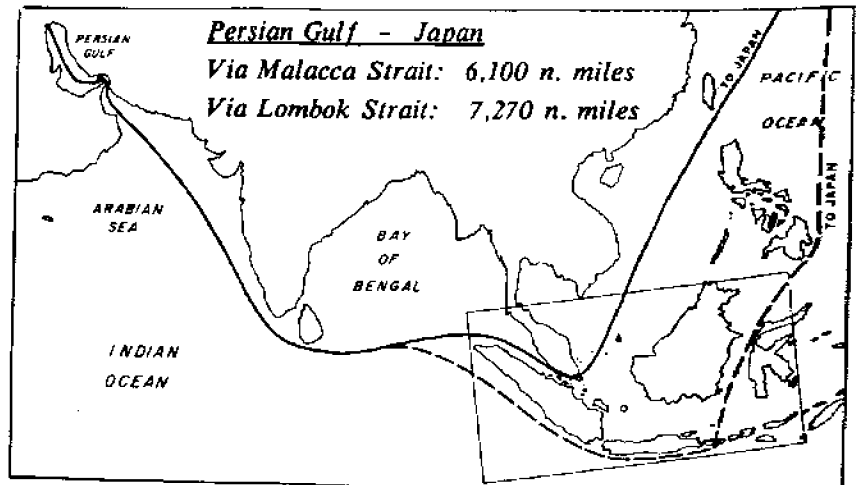 Persian Gulf - Japan
Via Malacca Strait: 6,100 n. miles
Via Lombok Strait: 7,270 n. miles
PERSIAN
GULF
TO JAPAN
PACIFIC
OCEAN
TO JAPAN
ARABIAN
SEA
BAY
OF
BENGAL
INDIAN
OCEAN